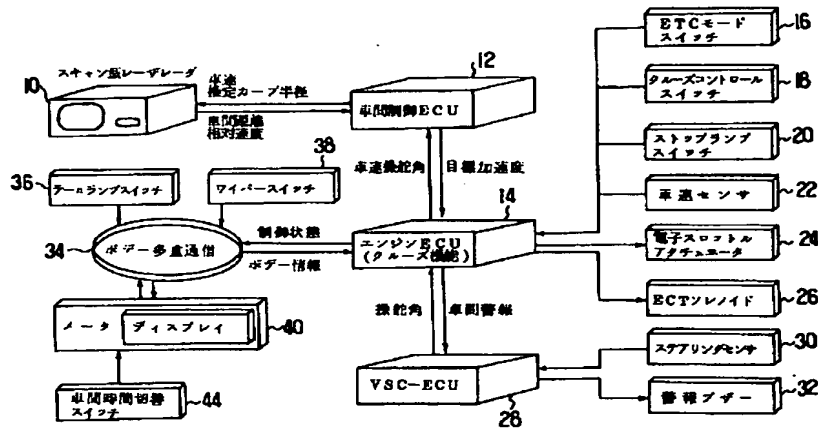 スキャン型レーザレーダ
10
車速
推定カーブ半径
車間距離
相対速度
12
車間制御ECU
ETCモード
スイッチ
16
クルーズコントロール
スイッチ
18
ストップランプ
スイッチ
20
車速センサ
22
電子スロットル
アクチュエータ
24
ECTソレノイド
26
ステアリングセンサ
30
警報ブザー
32
車速操舵角
目標加速度
14
エンジンECU
(クルーズ機能)
36
テールランプスイッチ
38
ワイパースイッチ
34
ボデー多重通信
制御状態
ボデー情報
メータ
ディスプレイ
40
車間時間切替
スイッチ
44
操舵角
車間警報
VSC-ECU
28